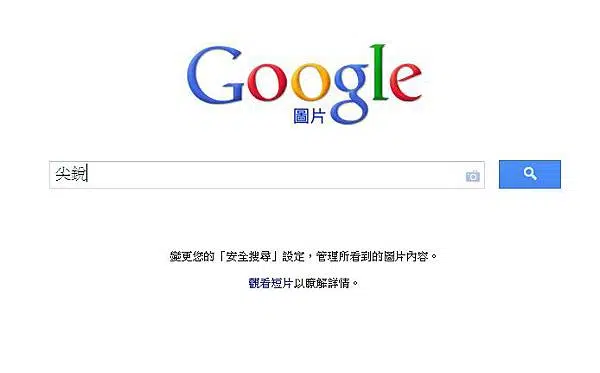 Google
圖片
尖銳
變更您的「安全搜尋」設定，管理所看到的圖片內容。
觀看短片以瞭解詳情。